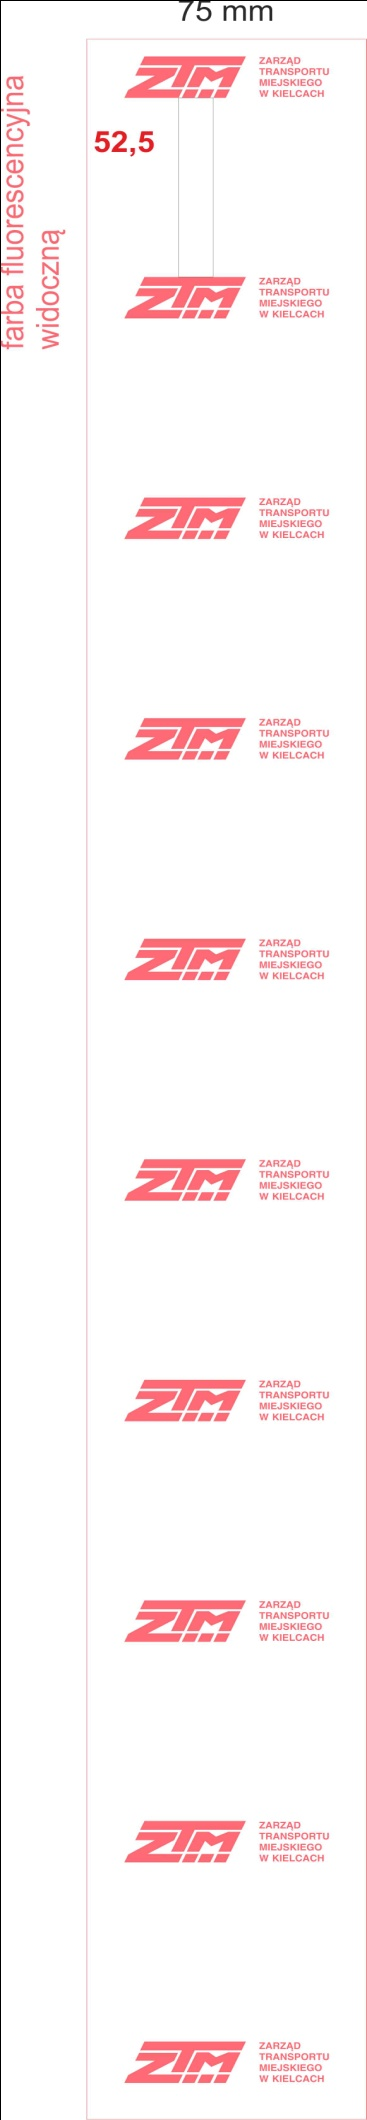 75 mm
farba fluorescencyjna
widoczną
52,5
ZTM
ZARZĄD
TRANSPORTU
MIEJSKIEGO
W KIELCACH
ZTM
ZARZĄD
TRANSPORTU
MIEJSKIEGO
W KIELCACH
ZTM
ZARZĄD
TRANSPORTU
MIEJSKIEGO
W KIELCACH
ZTM
ZARZĄD
TRANSPORTU
MIEJSKIEGO
W KIELCACH
ZTM
ZARZĄD
TRANSPORTU
MIEJSKIEGO
W KIELCACH
ZTM
ZARZĄD
TRANSPORTU
MIEJSKIEGO
W KIELCACH
ZTM
ZARZĄD
TRANSPORTU
MIEJSKIEGO
W KIELCACH
ZTM
ZARZĄD
TRANSPORTU
MIEJSKIEGO
W KIELCACH
ZTM
ZARZĄD
TRANSPORTU
MIEJSKIEGO
W KIELCACH
ZTM
ZARZĄD
TRANSPORTU
MIEJSKIEGO
W KIELCACH